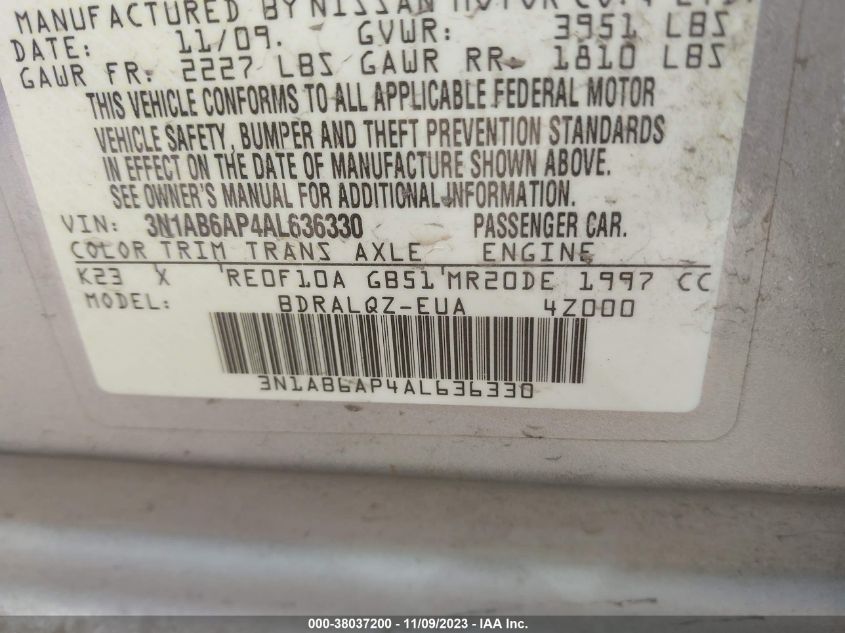 MANUFACTURED BY NISSAN MOTOR CO.,
DATE: 11/09. GVWR: 3951 LBS
GAWR FR. 2227 LBS GAWR RR. 1810 LBS
THIS VEHICLE CONFORMS TO ALL APPLICABLE FEDERAL MOTOR
VEHICLE SAFETY, BUMPER AND THEFT PREVENTION STANDARDS
IN EFFECT ON THE DATE OF MANUFACTURE SHOWN ABOVE.
SEE OWNER'S MANUAL FOR ADDITIONAL INFORMATION.
VIN: 3N1AB6AP4AL636330 PASSENGER CAR.
COLOR TRIM TRANS AXLE ENGINE
K23 X 'RE0F10A GB51'MR20DE 1997 CC
MODEL: BDRALQZ-EUA 4Z000
3N1AB6AP4AL636330
000-38037200 - 11/09/2023 - IAA Inc.